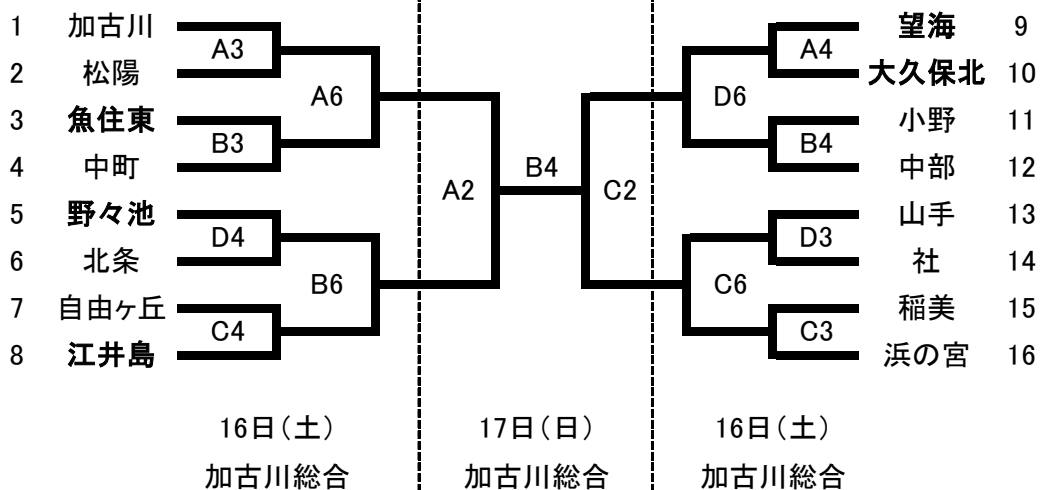 1 加古川
A3
2 松陽
A6
3 魚住東
B3
4 中町
A2
5 野々池
D4
6 北条
B6
7 自由ヶ丘
C4
8 江井島
B4
望海 9
A4
大久保北 10
D6
小野 11
B4
中部 12
C2
山手 13
D3
社 14
C6
稲美 15
C3
浜の宮 16
16日(土) 17日(日) 16日(土)
加古川総合 加古川総合 加古川総合